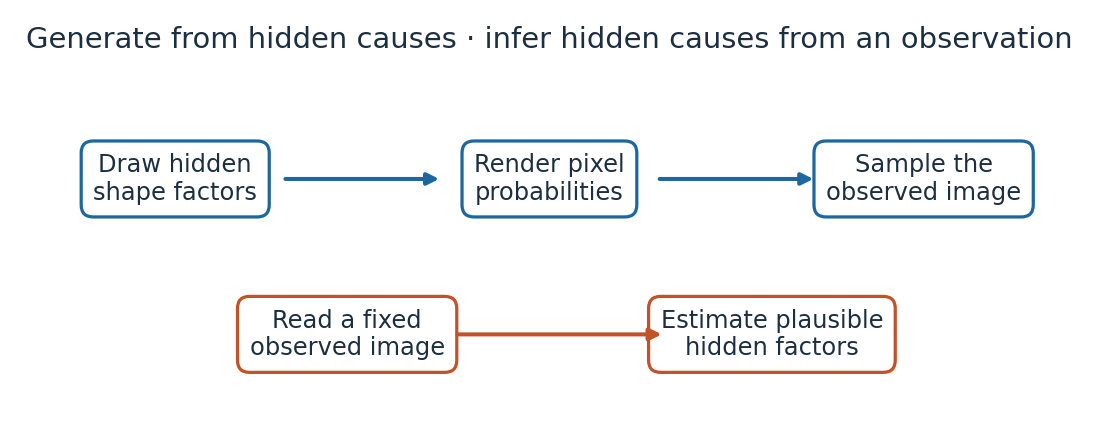 Generate from hidden causes · infer hidden causes from an observation
Draw hidden
shape factors
Render pixel
probabilities
Sample the
observed image
Read a fixed
observed image
Estimate plausible
hidden factors